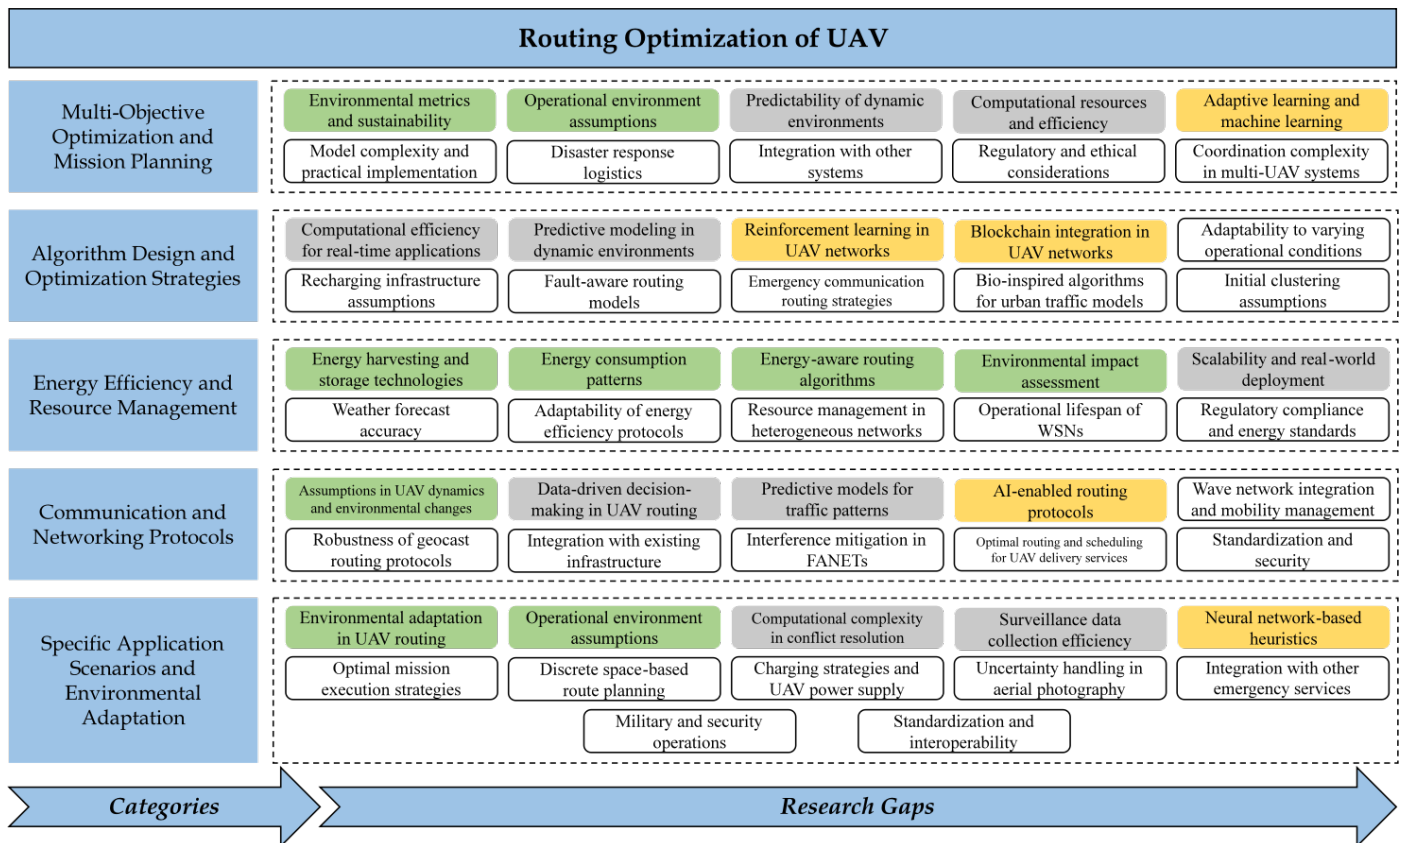 Routing Optimization of UAV
Multi-Objective
Optimization and
Mission Planning
Environmental metrics
and sustainability
Operational environment
assumptions
Predictability of dynamic
environments
Computational resources
and efficiency
Adaptive learning and
machine learning
Model complexity and
practical implementation
Disaster response
logistics
Integration with other
systems
Regulatory and ethical
considerations
Coordination complexity
in multi-UAV systems
Algorithm Design and
Optimization Strategies
Computational efficiency
for real-time applications
Predictive modeling in
dynamic environments
Reinforcement learning in
UAV networks
Blockchain integration in
UAV networks
Adaptability to varying
operational conditions
Recharging infrastructure
assumptions
Fault-aware routing
models
Emergency communication
routing strategies
Bio-inspired algorithms
for urban traffic models
Initial clustering
assumptions
Energy Efficiency and
Resource Management
Energy harvesting and
storage technologies
Energy consumption
patterns
Energy-aware routing
algorithms
Environmental impact
assessment
Scalability and real-world
deployment
Weather forecast
accuracy
Adaptability of energy
efficiency protocols
Resource management in
heterogeneous networks
Operational lifespan of
WSNs
Regulatory compliance
and energy standards
Communication and
Networking Protocols
Assumptions in UAV dynamics
and environmental changes
Data-driven decision-
making in UAV routing
Predictive models for
traffic patterns
AI-enabled routing
protocols
Wave network integration
and mobility management
Robustness of geocast
routing protocols
Integration with existing
infrastructure
Interference mitigation in
FANETs
Optimal routing and scheduling
for UAV delivery services
Standardization and
security
Specific Application
Scenarios and
Environmental
Adaptation
Environmental adaptation
in UAV routing
Operational environment
assumptions
Computational complexity
in conflict resolution
Surveillance data
collection efficiency
Neural network-based
heuristics
Optimal mission
execution strategies
Discrete space-based
route planning
Charging strategies and
UAV power supply
Uncertainty handling in
aerial photography
Integration with other
emergency services
Military and security
operations
Standardization and
interoperability
Categories
Research Gaps